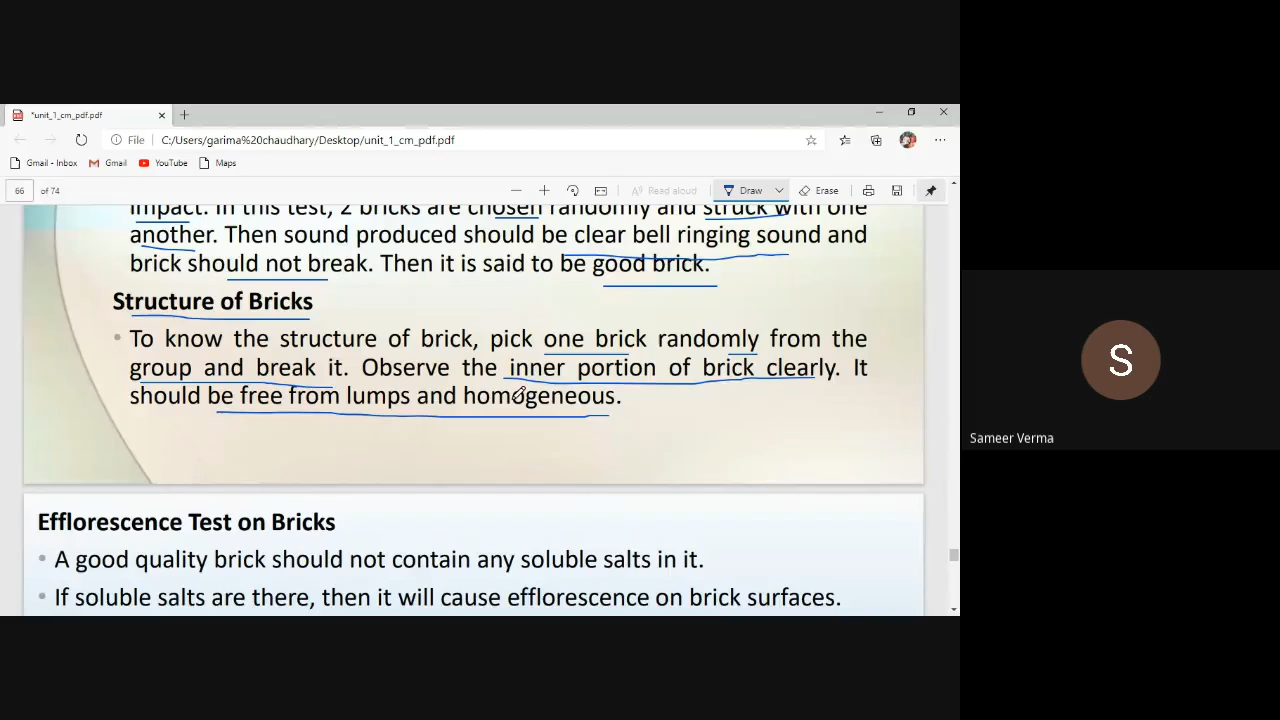 *unit_1_cm_pdf.pdf
File C:/Users/garima%20chaudhary/Desktop/unit_1_cm_pdf.pdf
Gmail - Inbox Gmail YouTube Maps
66 of 74 Read aloud Draw Erase
impact. In this test, 2 bricks are chosen randomly and struck with one
another. Then sound produced should be clear bell ringing sound and
brick should not break. Then it is said to be good brick.
Structure of Bricks
• To know the structure of brick, pick one brick randomly from the
group and break it. Observe the inner portion of brick clearly. It
should be free from lumps and homogeneous.
S
Sameer Verma
Efflorescence Test on Bricks
• A good quality brick should not contain any soluble salts in it.
• If soluble salts are there, then it will cause efflorescence on brick surfaces.